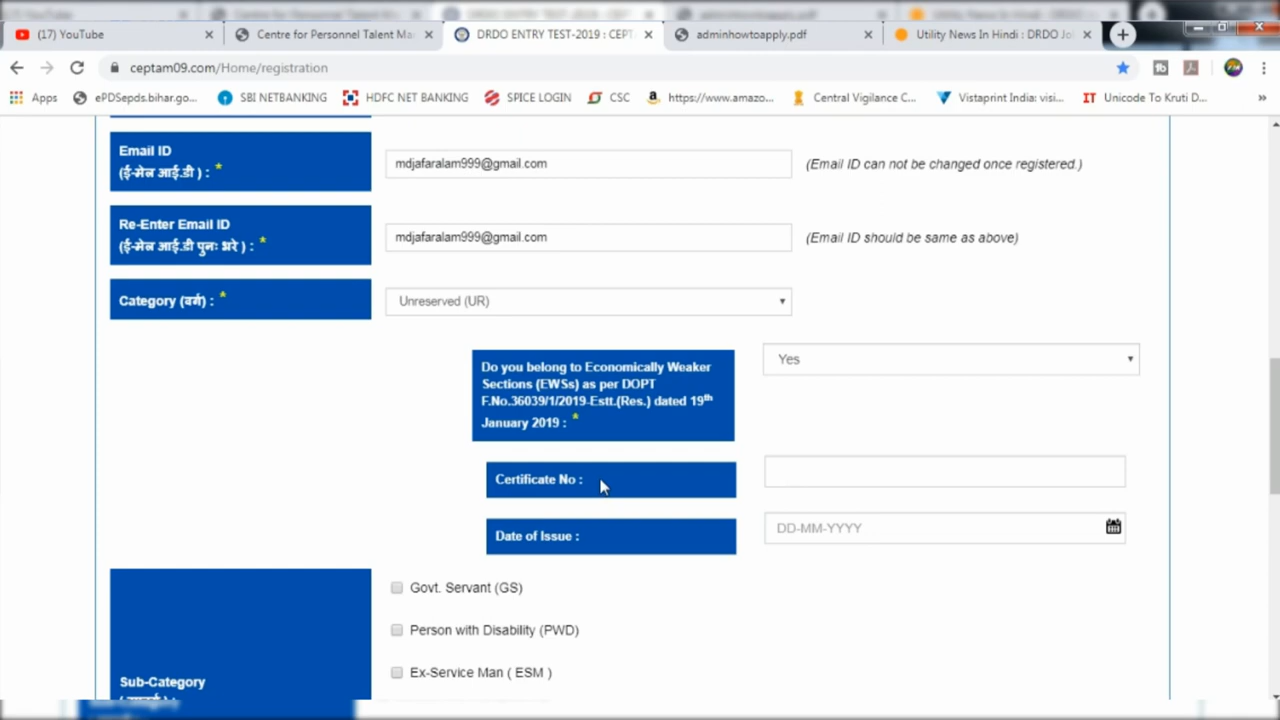 (17) YouTube
Centre for Personnel Talent Ma
DRDO ENTRY TEST-2019 : CEPT
adminhowtoapply.pdf
Utility News In Hindi : DRDO Jo
ceptam09.com/Home/registration
Apps
ePDSepds.bihar.go...
SBI NETBANKING
HDFC NET BANKING
SPICE LOGIN
CSC
https://www.amazo...
Central Vigilance C...
Vistaprint India: visi...
Unicode To Kruti D...
Email ID
(ई-मेल आई.डी ) : *
mdjafaralam999@gmail.com
(Email ID can not be changed once registered.)
Re-Enter Email ID
(ई-मेल आई.डी पुनः भरे ) : *
mdjafaralam999@gmail.com
(Email ID should be same as above)
Category (वर्ग) : *
Unreserved (UR)
Do you belong to Economically Weaker
Sections (EWSs) as per DOPT
F.No.36039/1/2019-Estt.(Res.) dated 19th
January 2019 : *
Yes
Certificate No :
Date of Issue :
DD-MM-YYYY
Govt. Servant (GS)
Person with Disability (PWD)
Ex-Service Man ( ESM )
Sub-Category